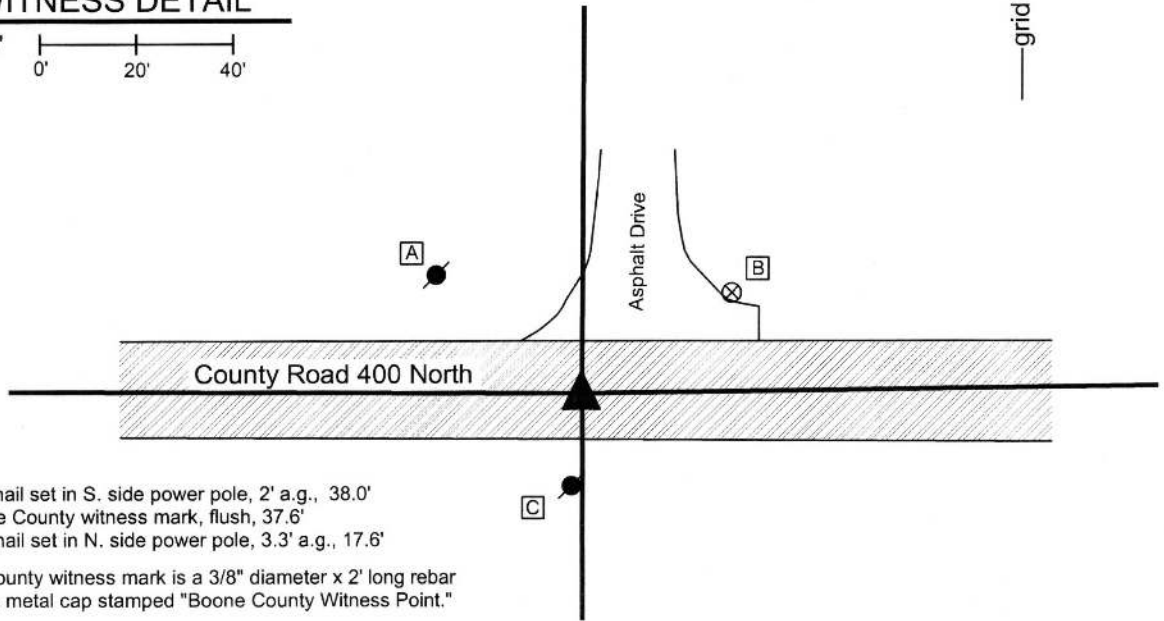 WITNESS DETAIL
0' 20' 40'
grid
A
B
Asphalt Drive
County Road 400 North
C
nail set in S. side power pole, 2' a.g., 38.0'
County witness mark, flush, 37.6'
nail set in N. side power pole, 3.3' a.g., 17.6'
ounty witness mark is a 3/8" diameter x 2' long rebar
metal cap stamped "Boone County Witness Point."